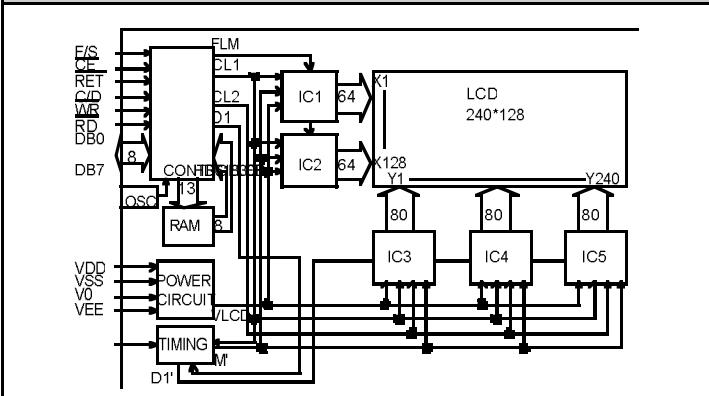 FLM
F/S
CE
CL1
RET
C/D
CL2
WR
D1
RD
DB0
8
DB7
CONT
13
OSC
RAM
8
IC1
64
IC2
64
X1
LCD
240*128
X128
Y1
Y240
80
80
80
IC3
IC4
IC5
VDD
VSS
V0
VEE
POWER
CIRCUIT
VLCD
TIMING
M'
D1'